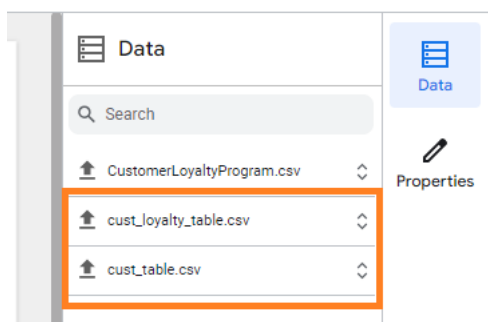 Data
Search
CustomerLoyaltyProgram.csv
cust_loyalty_table.csv
cust_table.csv
Data
Properties